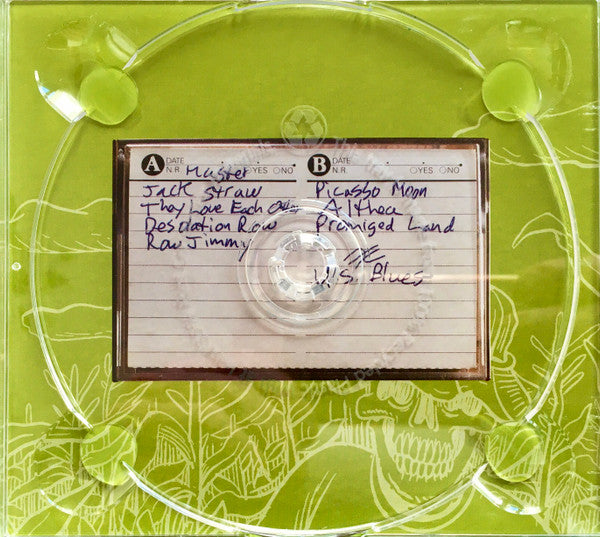 A DATE
N.R. Master YES NO
Jack Straw
They Love Each Other
Desolation Row
Row Jimmy
B DATE
N.R. YES NO
Picasso Moon
Althea
Promised Land
U.S. Blues